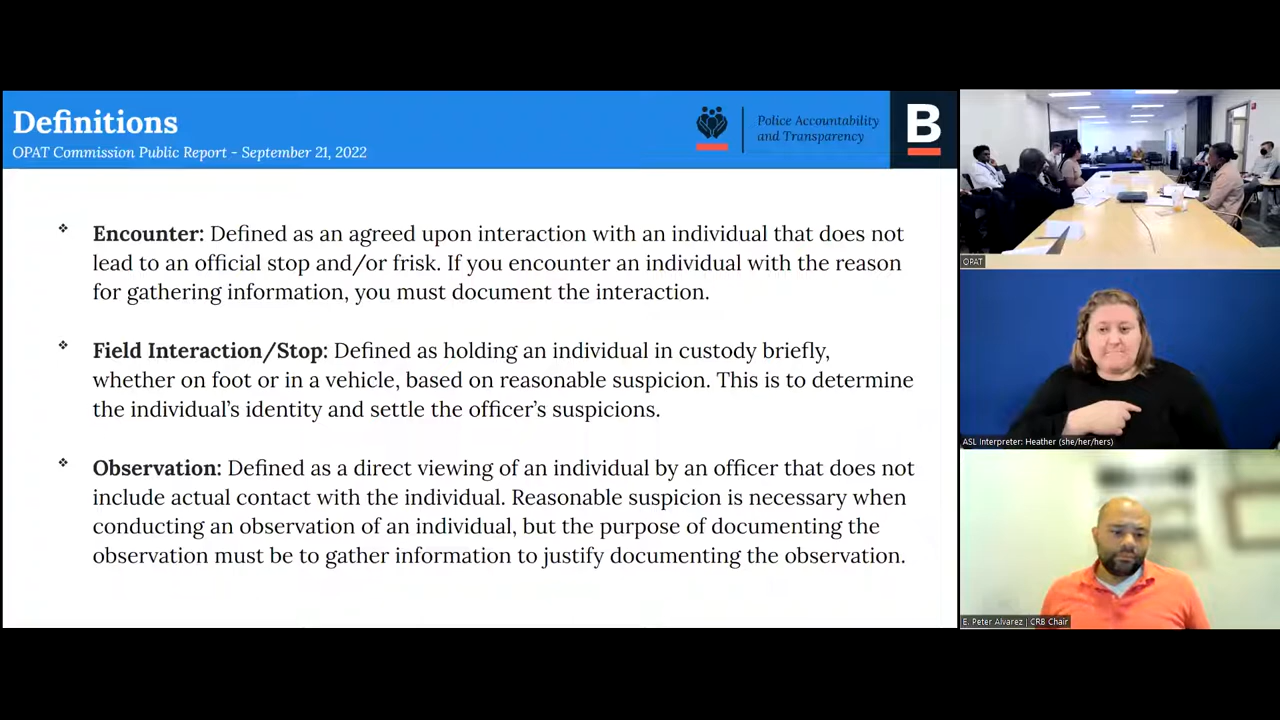 Definitions
OPAT Commission Public Report - September 21, 2022
Police Accountability
and Transparency
B
❖ Encounter: Defined as an agreed upon interaction with an individual that does not
lead to an official stop and/or frisk. If you encounter an individual with the reason
for gathering information, you must document the interaction.
❖ Field Interaction/Stop: Defined as holding an individual in custody briefly,
whether on foot or in a vehicle, based on reasonable suspicion. This is to determine
the individual’s identity and settle the officer’s suspicions.
❖ Observation: Defined as a direct viewing of an individual by an officer that does not
include actual contact with the individual. Reasonable suspicion is necessary when
conducting an observation of an individual, but the purpose of documenting the
observation must be to gather information to justify documenting the observation.
OPAT
ASL Interpreter: Heather (she/her/hers)
E. Peter Alvarez | CRB Chair